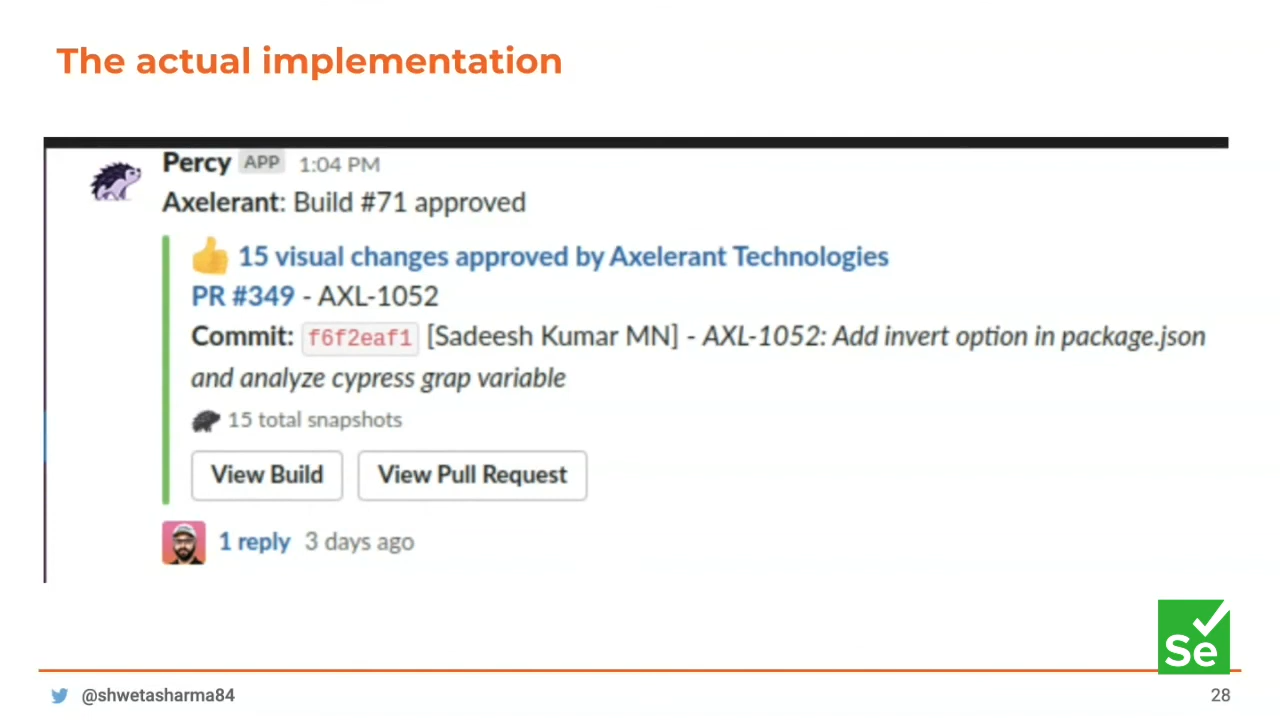 The actual implementation
Percy APP 1:04 PM
Axelerant: Build #71 approved
15 visual changes approved by Axelerant Technologies
PR #349 - AXL-1052
Commit: f6f2eaf1 [Sadeesh Kumar MN] - AXL-1052: Add invert option in package.json
and analyze cypress grap variable
15 total snapshots
View Build View Pull Request
1 reply 3 days ago
Se
@shwetasharma84
28